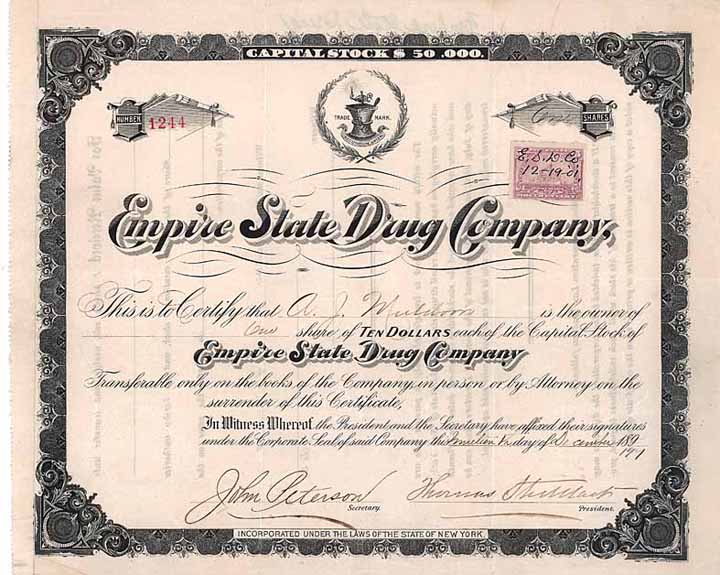 CAPITAL STOCK $ 50,000.
NUMBER 1244
TRADE MARK.
One SHARES
E. S. D. Co
12-19-01
Empire State Drug Company,
This is to Certify that A. J. is the owner of
One share of TEN DOLLARS each of the Capital Stock of
Empire State Drug Company
Transferable only on the books of the Company in person or by Attorney on the
surrender of this Certificate,
In Witness Whereof, the President and the Secretary have affixed their signatures
under the Corporate Seal of said Company the day of December 189
1901
John Peterson
Secretary.
Thomas
President.
INCORPORATED UNDER THE LAWS OF THE STATE OF NEW YORK.